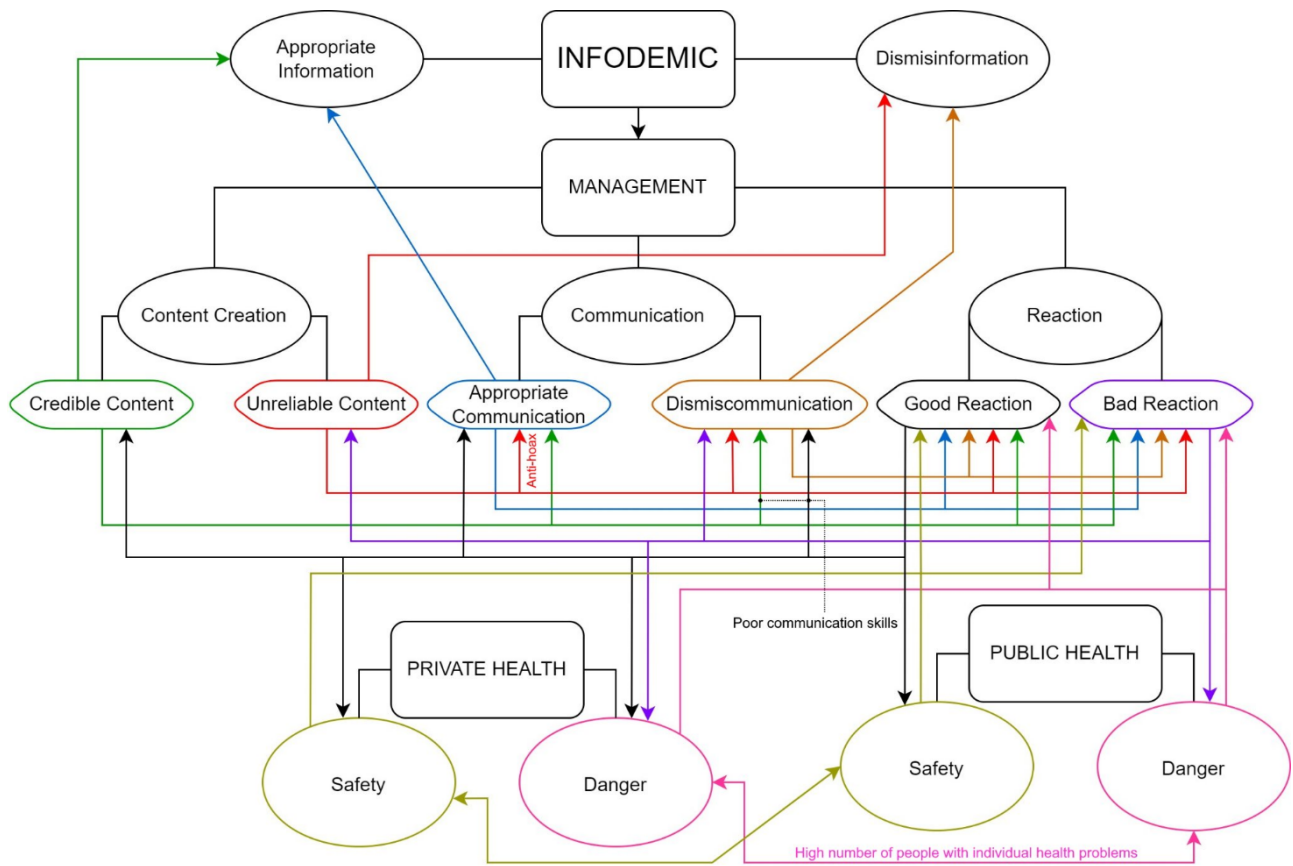 Appropriate
Information
INFODEMIC
Dismisinformation
MANAGEMENT
Content Creation
Communication
Reaction
Credible Content
Unreliable Content
Appropriate
Communication
Dismiscommunication
Good Reaction
Bad Reaction
Anti-hoax
Poor communication skills
PRIVATE HEALTH
PUBLIC HEALTH
Safety
Danger
Safety
Danger
High number of people with individual health problems